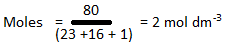 Moles = 80 / (23 +16 + 1) = 2 mol dm⁻³